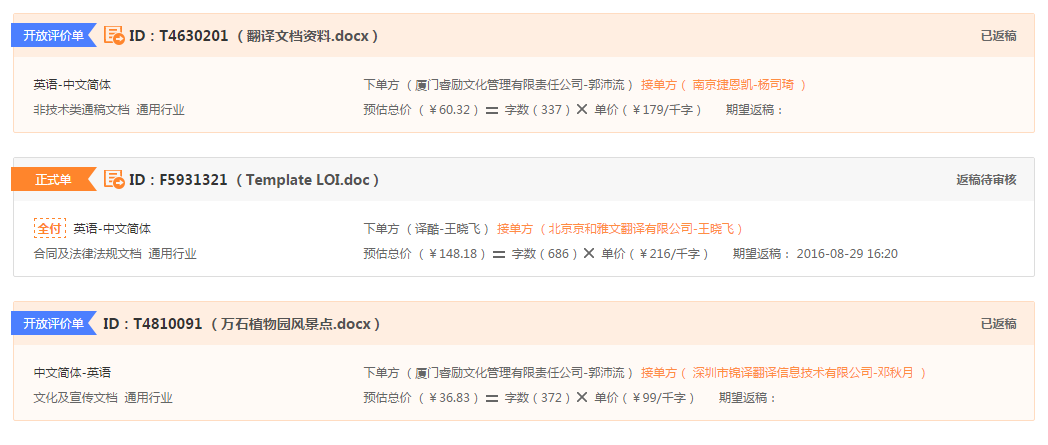 开放评价单 ID：T4630201 （ 翻译文档资料.docx ） 已返稿
英语-中文简体 下单方 （ 厦门睿励文化管理有限责任公司-郭沛流 ） 接单方（ 南京捷恩凯-杨司琦 ）
非技术类通稿文档 通用行业 预估总价 （ ￥60.32 ） = 字数（ 337 ） × 单价（ ￥179/千字 ） 期望返稿：
正式单 ID：F5931321 （ Template LOI.doc ） 返稿待审核
全付 英语-中文简体 下单方 （ 译酷-王晓飞 ） 接单方 （ 北京京和雅文翻译有限公司-王晓飞 ）
合同及法律法规文档 通用行业 预估总价 （ ￥148.18 ） = 字数（ 686 ） × 单价（ ￥216/千字 ） 期望返稿： 2016-08-29 16:20
开放评价单 ID：T4810091 （ 万石植物园风景点.docx ） 已返稿
中文简体-英语 下单方 （ 厦门睿励文化管理有限责任公司-郭沛流 ） 接单方（ 深圳市锦译翻译信息技术有限公司-邓秋月 ）
文化及宣传文档 通用行业 预估总价 （ ￥36.83 ） = 字数（ 372 ） × 单价（ ￥99/千字 ） 期望返稿：